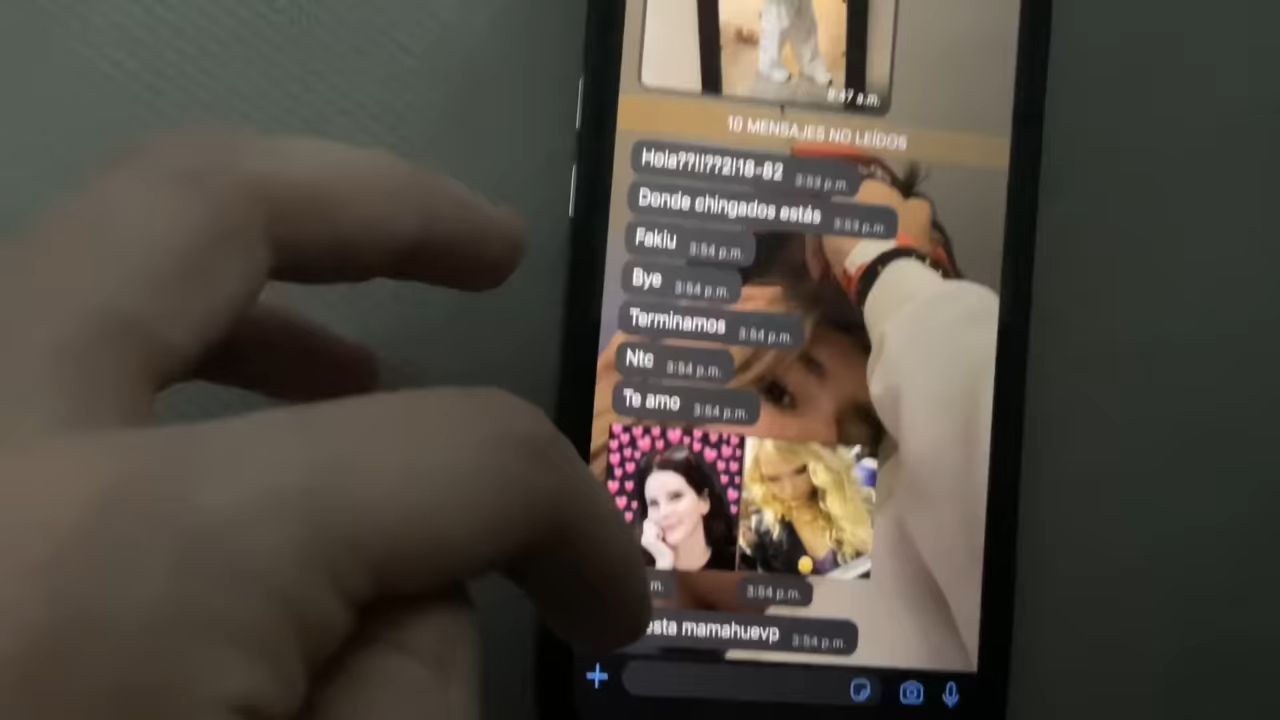 8:47 a.m.
10 MENSAJES NO LEÍDOS
Hola??!!??2!18-82 3:53 p.m.
Donde chingados estás 3:53 p.m.
Fakiu 3:54 p.m.
Bye 3:54 p.m.
Terminamos 3:54 p.m.
Ntc 3:54 p.m.
Te amo 3:54 p.m.
m. 3:54 p.m.
esta mamahuevp 3:54 p.m.